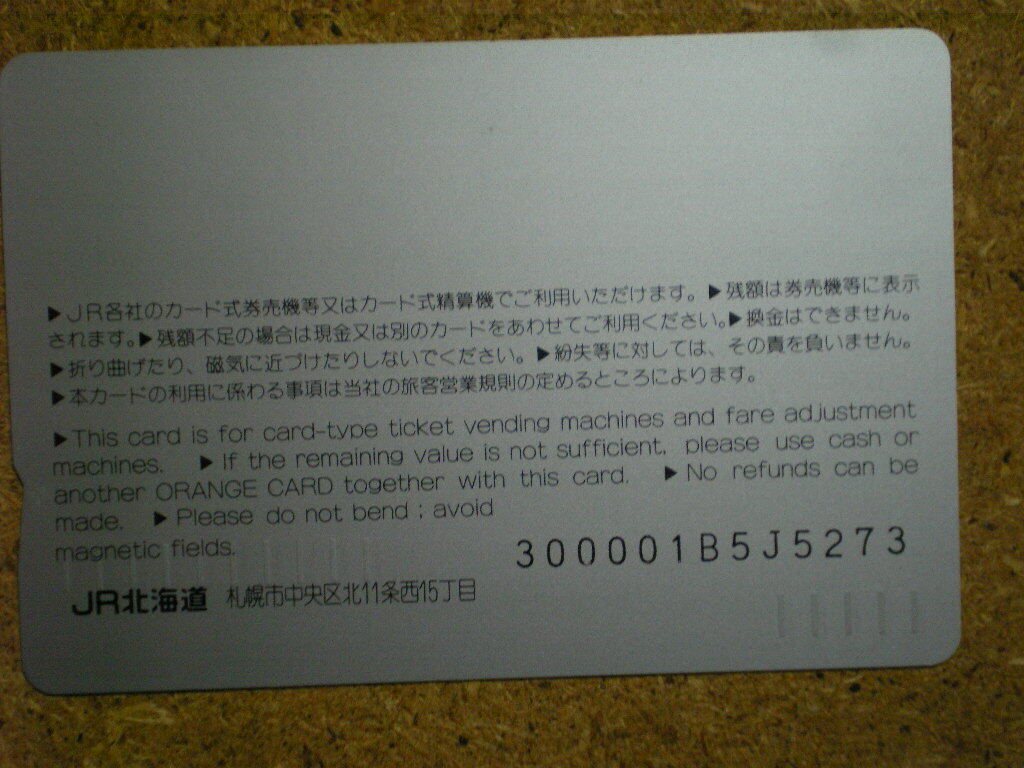 ▶JR各社のカード式券売機等又はカード式精算機でご利用いただけます。▶残額は券売機等に表示
されます。▶残額不足の場合は現金又は別のカードをあわせてご利用ください。▶換金はできません。
▶折り曲げたり、磁気に近づけたりしないでください。▶紛失等に対しては、その責を負いません。
▶本カードの利用に係わる事項は当社の旅客営業規則の定めるところによります。
▶This card is for card-type ticket vending machines and fare adjustment
machines. ▶If the remaining value is not sufficient, please use cash or
another ORANGE CARD together with this card. ▶No refunds can be
made. ▶Please do not bend ; avoid
magnetic fields.
300001B5J5273
JR北海道 札幌市中央区北11条西15丁目